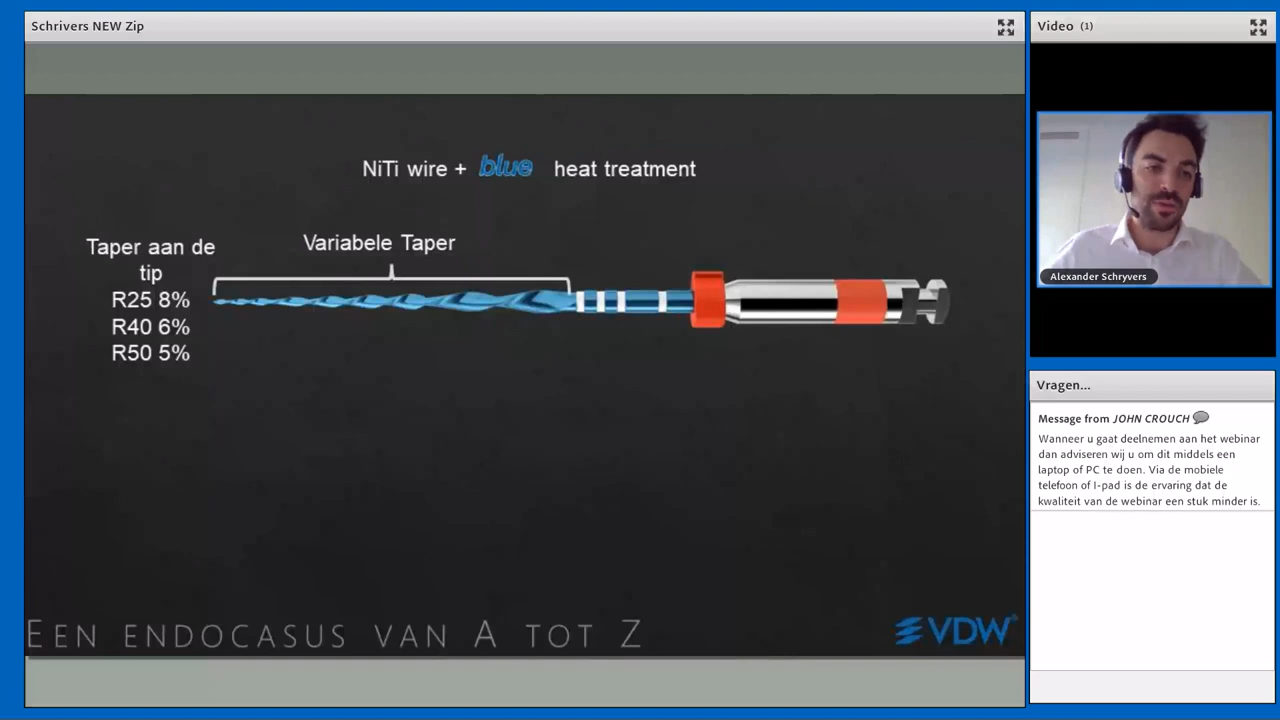 Schrivers NEW Zip
NiTi wire + blue heat treatment
Taper aan de
tip
R25 8%
R40 6%
R50 5%
Variabele Taper
EEN ENDOCASUS VAN A TOT Z
VDW
Video (1)
Alexander Schryvers
Vragen...
Message from JOHN CROUCH
Wanneer u gaat deelnemen aan het webinar
dan adviseren wij u om dit middels een
laptop of PC te doen. Via de mobiele
telefoon of I-pad is de ervaring dat de
kwaliteit van de webinar een stuk minder is.